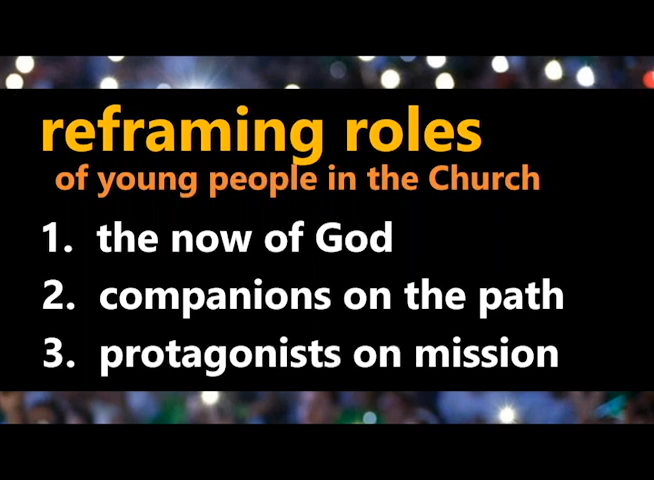 reframing roles
of young people in the Church
1. the now of God
2. companions on the path
3. protagonists on mission